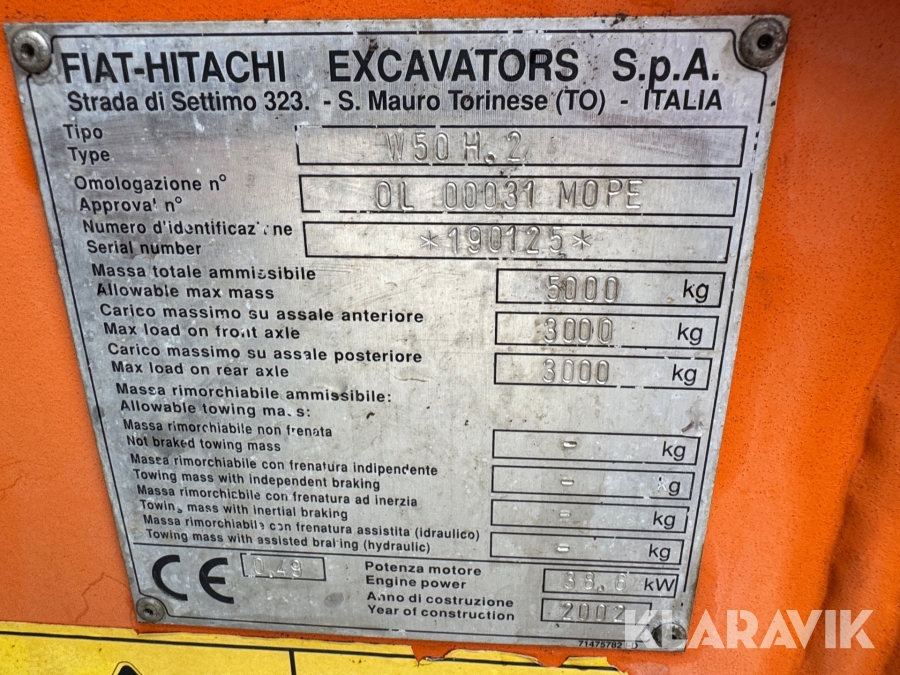 FIAT-HITACHI EXCAVATORS S.p.A.
Strada di Settimo 323. - S. Mauro Torinese (TO) - ITALIA
Tipo
Type
W50 H.2
Omologazione n°
Approval n°
OL 00031 MOPE
Numero d'identificazione
Serial number
*190125*
Massa totale ammissibile
Allowable max mass
5000 kg
Carico massimo su assale anteriore
Max load on front axle
3000 kg
Carico massimo su assale posteriore
Max load on rear axle
3000 kg
Massa rimorchiabile ammissibile:
Allowable towing mass:
Massa rimorchiabile non frenata
Not braked towing mass
- kg
Massa rimorchiabile con frenatura indipendente
Towing mass with independent braking
- kg
Massa rimorchiabile con frenatura ad inerzia
Towing mass with inertial braking
- kg
Massa rimorchiabile con frenatura assistita (idraulico)
Towing mass with assisted braking (hydraulic)
- kg
CE
0.49
Potenza motore
Engine power
38.6 kW
Anno di costruzione
Year of construction
2002
KLARAVIK